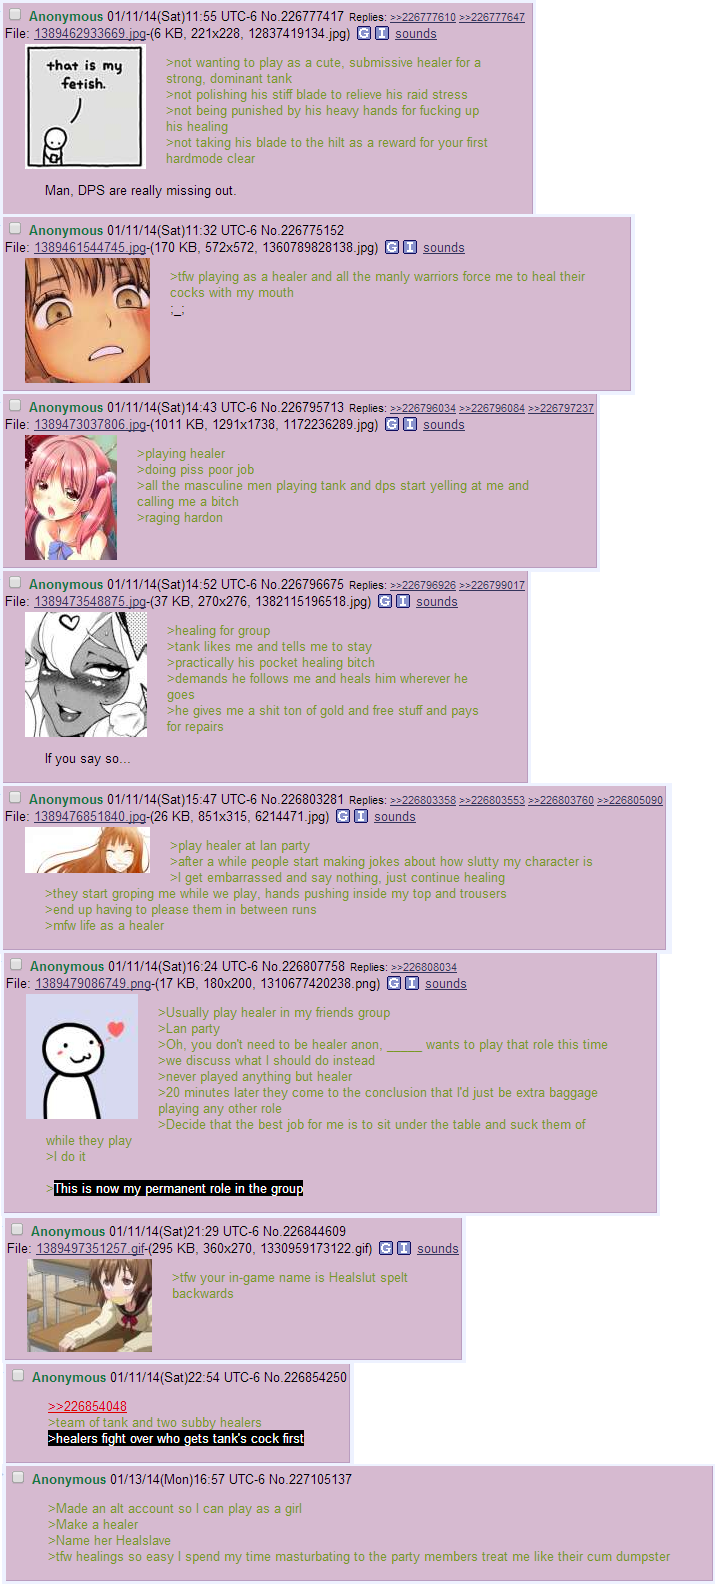 Anonymous 01/11/14(Sat)11:55 UTC-6 No.226777417 Replies: >>226777610 >>226777647
File: 1389462933669.jpg-(6 KB, 221x228, 12837419134.jpg) G I sounds
that is my
fetish.
>not wanting to play as a cute, submissive healer for a
strong, dominant tank
>not polishing his stiff blade to relieve his raid stress
>not being punished by his heavy hands for fucking up
his healing
>not taking his blade to the hilt as a reward for your first
hardmode clear
Man, DPS are really missing out.
Anonymous 01/11/14(Sat)11:32 UTC-6 No.226775152
File: 1389461544745.jpg-(170 KB, 572x572, 1360789828138.jpg) G I sounds
>tfw playing as a healer and all the manly warriors force me to heal their
cocks with my mouth
;_;
Anonymous 01/11/14(Sat)14:43 UTC-6 No.226795713 Replies: >>226796034 >>226796084 >>226797237
File: 1389473037806.jpg-(1011 KB, 1291x1738, 1172236289.jpg) G I sounds
>playing healer
>doing piss poor job
>all the masculine men playing tank and dps start yelling at me and
calling me a bitch
>raging hardon
Anonymous 01/11/14(Sat)14:52 UTC-6 No.226796675 Replies: >>226796926 >>226799017
File: 1389473548875.jpg-(37 KB, 270x276, 1382115196518.jpg) G I sounds
>healing for group
>tank likes me and tells me to stay
>practically his pocket healing bitch
>demands he follows me and heals him wherever he
goes
>he gives me a shit ton of gold and free stuff and pays
for repairs
If you say so...
Anonymous 01/11/14(Sat)15:47 UTC-6 No.226803281 Replies: >>226803358 >>226803553 >>226803760 >>226805090
File: 1389476851840.jpg-(26 KB, 851x315, 6214471.jpg) G I sounds
>play healer at lan party
>after a while people start making jokes about how slutty my character is
>I get embarrassed and say nothing, just continue healing
>they start groping me while we play, hands pushing inside my top and trousers
>end up having to please them in between runs
>mfw life as a healer
Anonymous 01/11/14(Sat)16:24 UTC-6 No.226807758 Replies: >>226808034
File: 1389479086749.png-(17 KB, 180x200, 1310677420238.png) G I sounds
>Usually play healer in my friends group
>Lan party
>Oh, you don't need to be healer anon, _____ wants to play that role this time
>we discuss what I should do instead
>never played anything but healer
>20 minutes later they come to the conclusion that I'd just be extra baggage
playing any other role
>Decide that the best job for me is to sit under the table and suck them of
while they play
>I do it
>This is now my permanent role in the group
Anonymous 01/11/14(Sat)21:29 UTC-6 No.226844609
File: 1389497351257.gif-(295 KB, 360x270, 1330959173122.gif) G I sounds
>tfw your in-game name is Healslut spelt
backwards
Anonymous 01/11/14(Sat)22:54 UTC-6 No.226854250
>>226854048
>team of tank and two subby healers
>healers fight over who gets tank's cock first
Anonymous 01/13/14(Mon)16:57 UTC-6 No.227105137
>Made an alt account so I can play as a girl
>Make a healer
>Name her Healslave
>tfw healings so easy I spend my time masturbating to the party members treat me like their cum dumpster